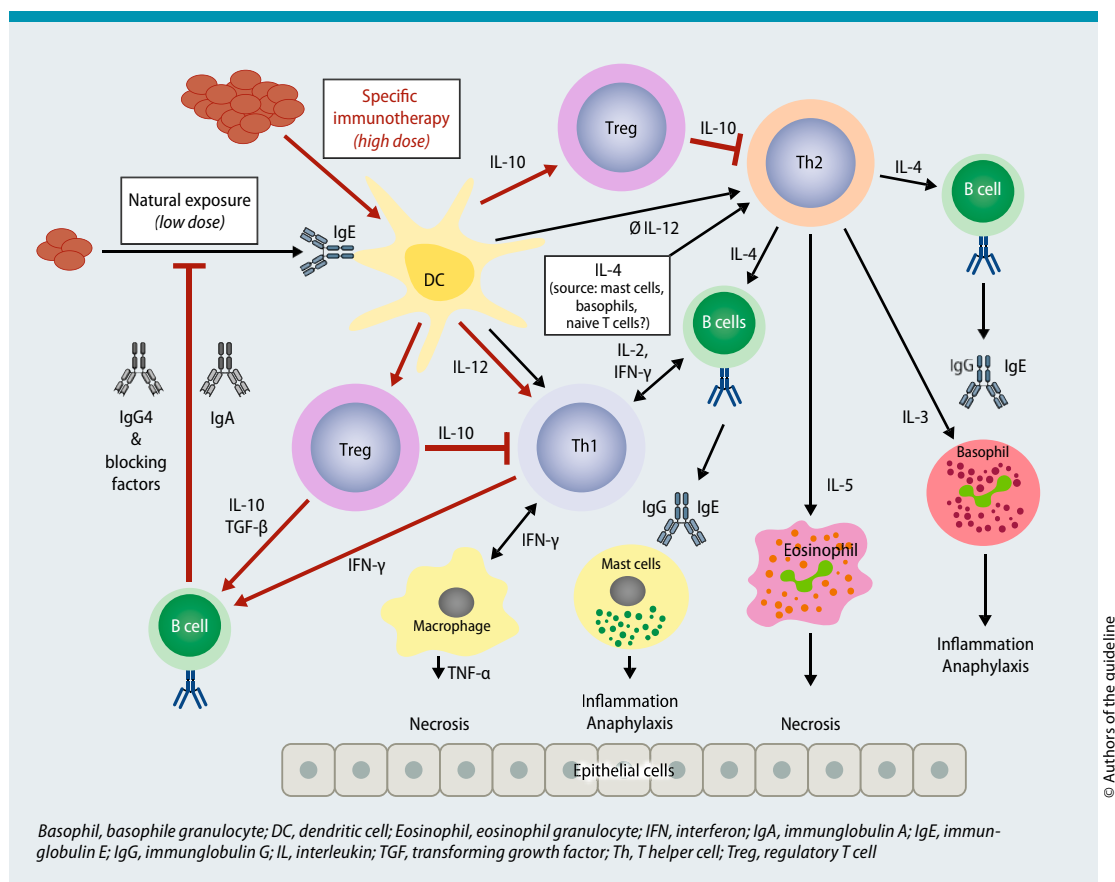 Specific
immunotherapy
(high dose)
Natural exposure
(low dose)
IgE
DC
IL-10
Treg
IL-10
Th2
IL-4
B cell
Ø IL-12
IL-4
(source: mast cells,
basophils,
naive T cells?)
IL-4
B cells
IL-2,
IFN-γ
IL-12
IgG4
&
blocking
factors
IgA
Treg
IL-10
Th1
IgG
IgE
IL-3
Basophil
IL-10
TGF-β
IFN-γ
IFN-γ
IgG
IgE
IL-5
Eosinophil
Mast cells
Macrophage
B cell
TNF-α
Inflammation
Anaphylaxis
Inflammation
Anaphylaxis
Necrosis
Necrosis
Epithelial cells
© Authors of the guideline
Basophil, basophile granulocyte; DC, dendritic cell; Eosinophil, eosinophil granulocyte; IFN, interferon; IgA, immunglobulin A; IgE, immun-
globulin E; IgG, immunglobulin G; IL, interleukin; TGF, transforming growth factor; Th, T helper cell; Treg, regulatory T cell